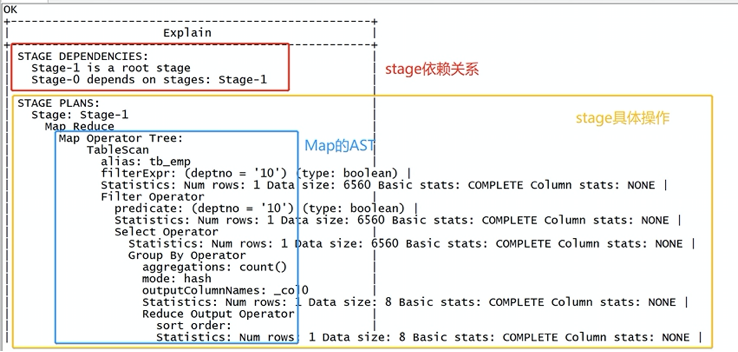 OK
+--------------------------------------------------+
| Explain |
+--------------------------------------------------+
STAGE DEPENDENCIES:
Stage-1 is a root stage
Stage-0 depends on stages: Stage-1
stage依赖关系
STAGE PLANS:
stage具体操作
Stage: Stage-1
Map Reduce
Map Operator Tree:
Map的AST
TableScan
alias: tb_emp
filterExpr: (deptno = '10') (type: boolean) |
Statistics: Num rows: 1 Data size: 6560 Basic stats: COMPLETE Column stats: NONE |
Filter Operator
predicate: (deptno = '10') (type: boolean) |
Statistics: Num rows: 1 Data size: 6560 Basic stats: COMPLETE Column stats: NONE |
Select Operator
Statistics: Num rows: 1 Data size: 6560 Basic stats: COMPLETE Column stats: NONE |
Group By Operator
aggregations: count()
mode: hash
outputColumnNames: _col0
Statistics: Num rows: 1 Data size: 8 Basic stats: COMPLETE Column stats: NONE |
Reduce Output Operator
sort order:
Statistics: Num rows: 1 Data size: 8 Basic stats: COMPLETE Column stats: NONE |